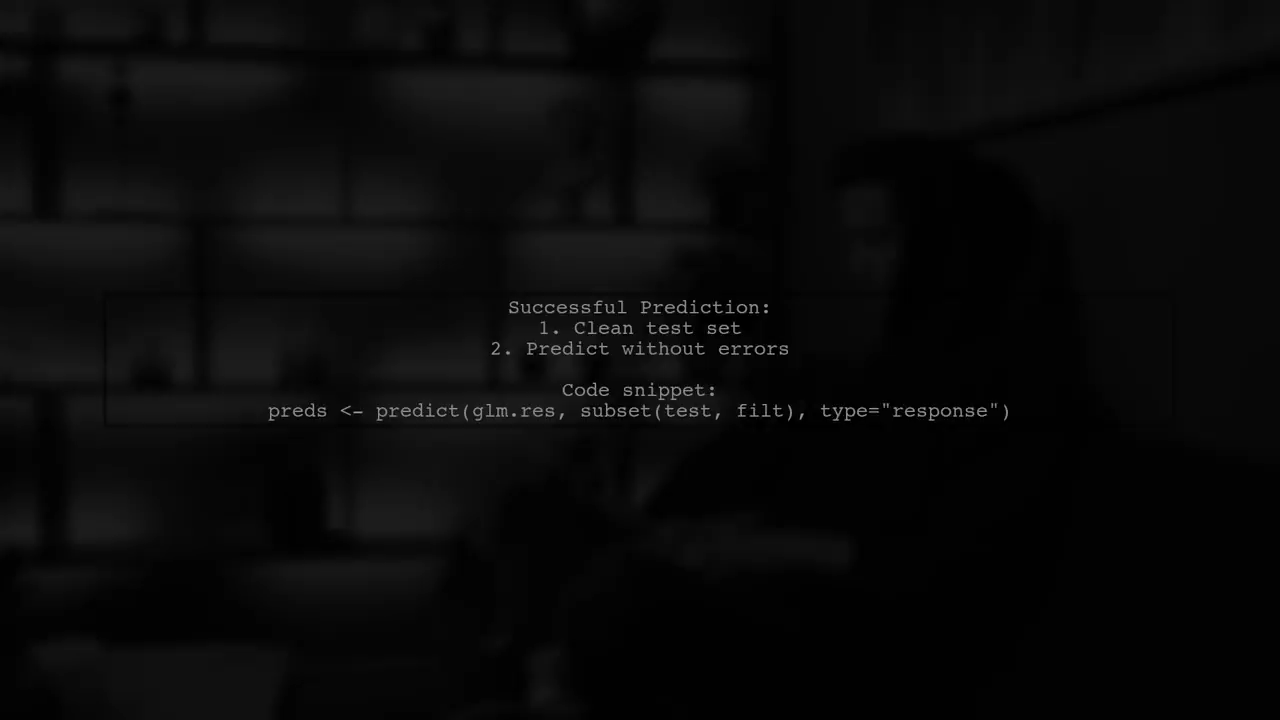 Successful Prediction:
1. Clean test set
2. Predict without errors
Code snippet:
preds <- predict(glm.res, subset(test, filt), type="response")